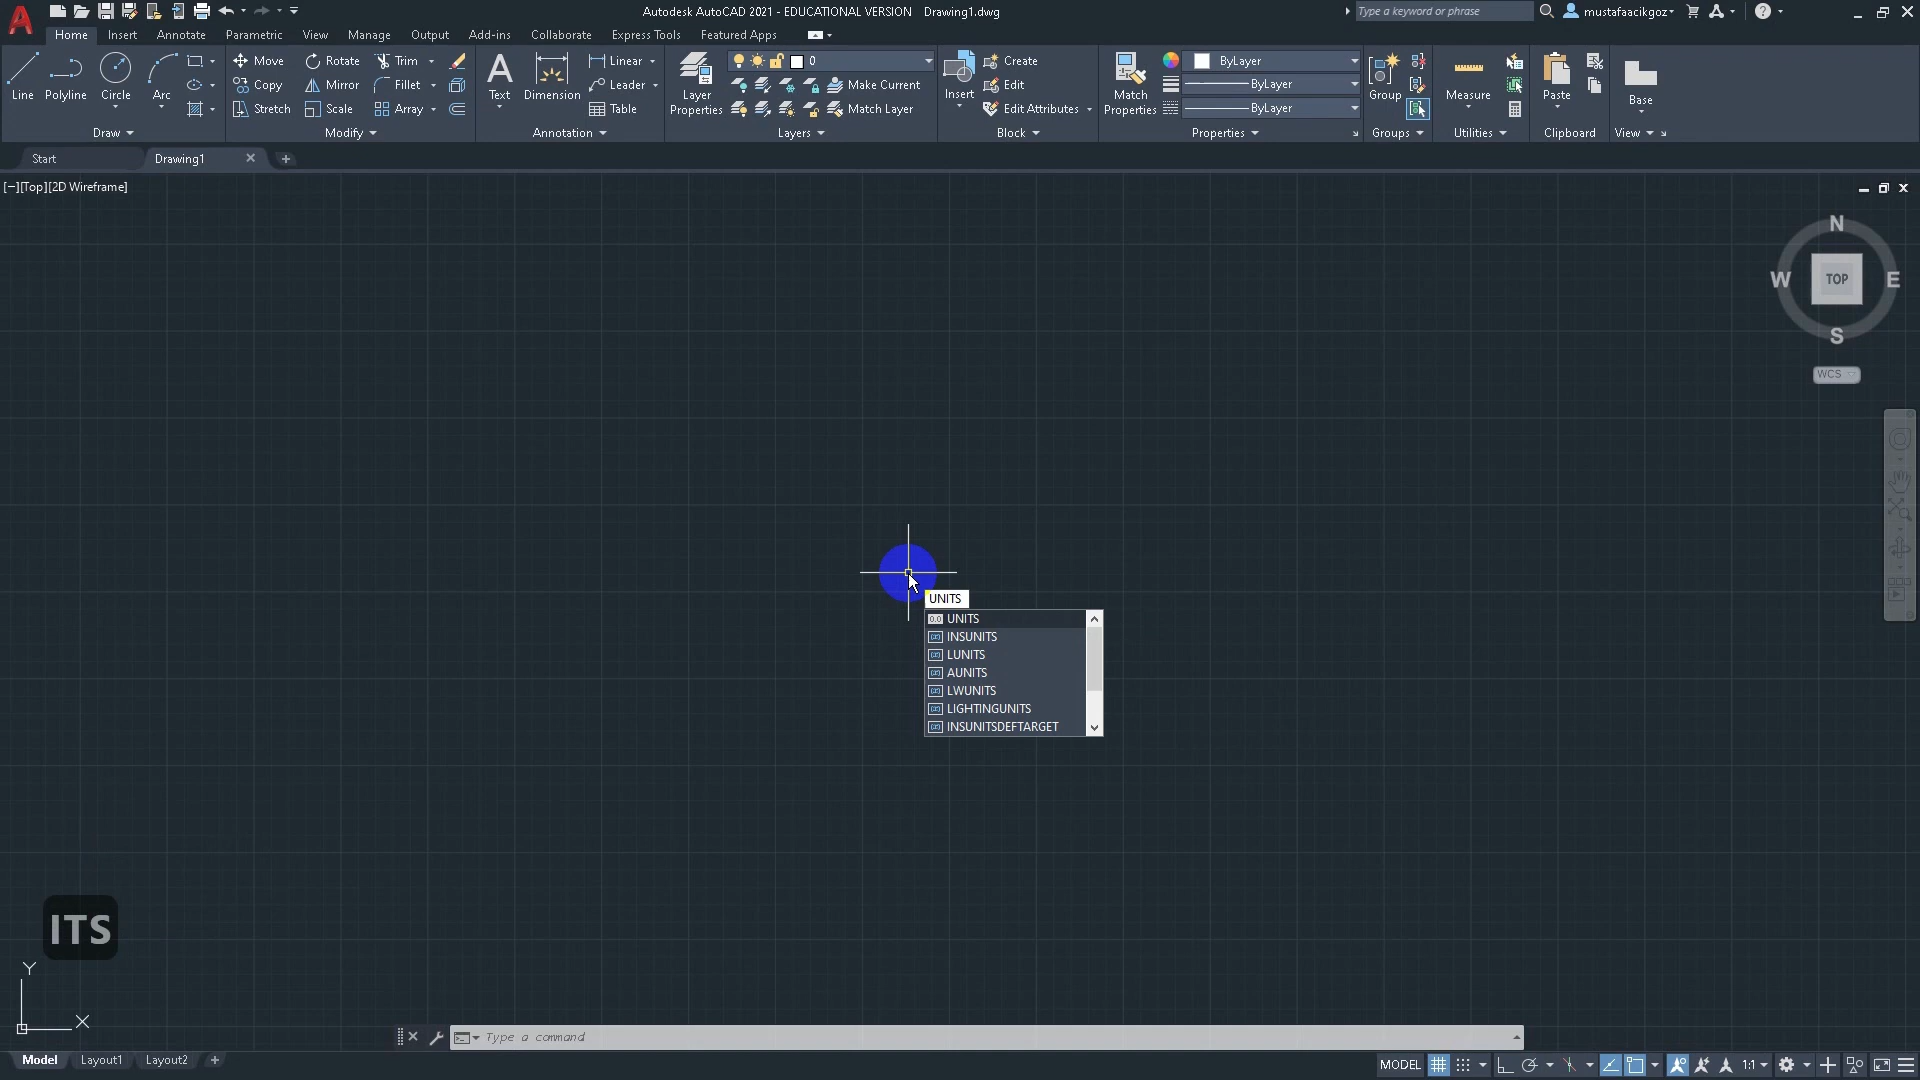 Autodesk AutoCAD 2021 - EDUCATIONAL VERSION Drawing1.dwg
Type a keyword or phrase
mustafaacikgoz
Home Insert Annotate Parametric View Manage Output Add-ins Collaborate Express Tools Featured Apps
Line
Polyline
Circle
Arc
Draw
Move
Rotate
Trim
Copy
Mirror
Fillet
Stretch
Scale
Array
Modify
Text
Dimension
Linear
Leader
Table
Annotation
Layer
Properties
0
Make Current
Match Layer
Layers
Insert
Create
Edit
Edit Attributes
Block
Match
Properties
ByLayer
ByLayer
ByLayer
Properties
Group
Groups
Measure
Utilities
Paste
Clipboard
Base
View
Start
Drawing1
[−][Top][2D Wireframe]
N
W
TOP
E
S
WCS
UNITS
0.0 UNITS
INSUNITS
LUNITS
AUNITS
LWUNITS
LIGHTINGUNITS
INSUNITSDEFTARGET
ITS
Y
X
Type a command
Model Layout1 Layout2
MODEL
1:1